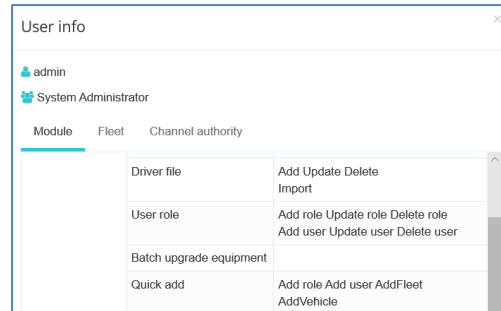 User info
admin
System Administrator
Module Fleet Channel authority
Driver file Add Update Delete
Import
User role Add role Update role Delete role
Add user Update user Delete user
Batch upgrade equipment
Quick add Add role Add user AddFleet
AddVehicle